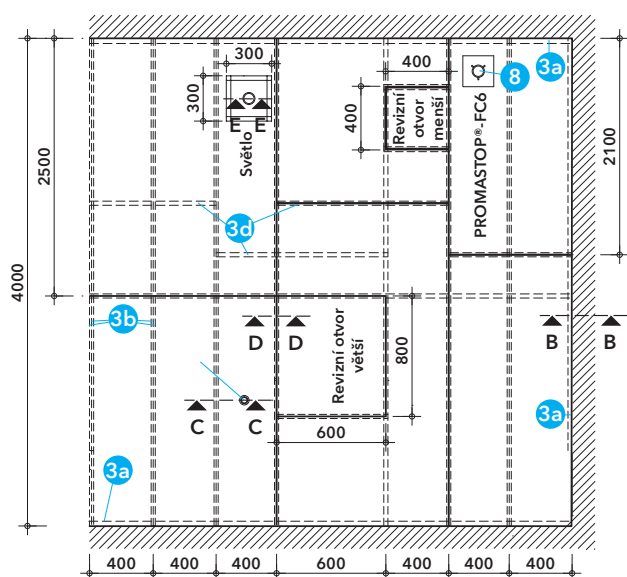 300
400
3a
8
300
E E
400
Revizní
otvor
menší
PROMASTOP®-FC6
2100
2500
Světlo
3d
4000
3b
D D
Revizní otvor
větší
800
B B
C C
600
3a
3a
400 400 400 600 400 400 400